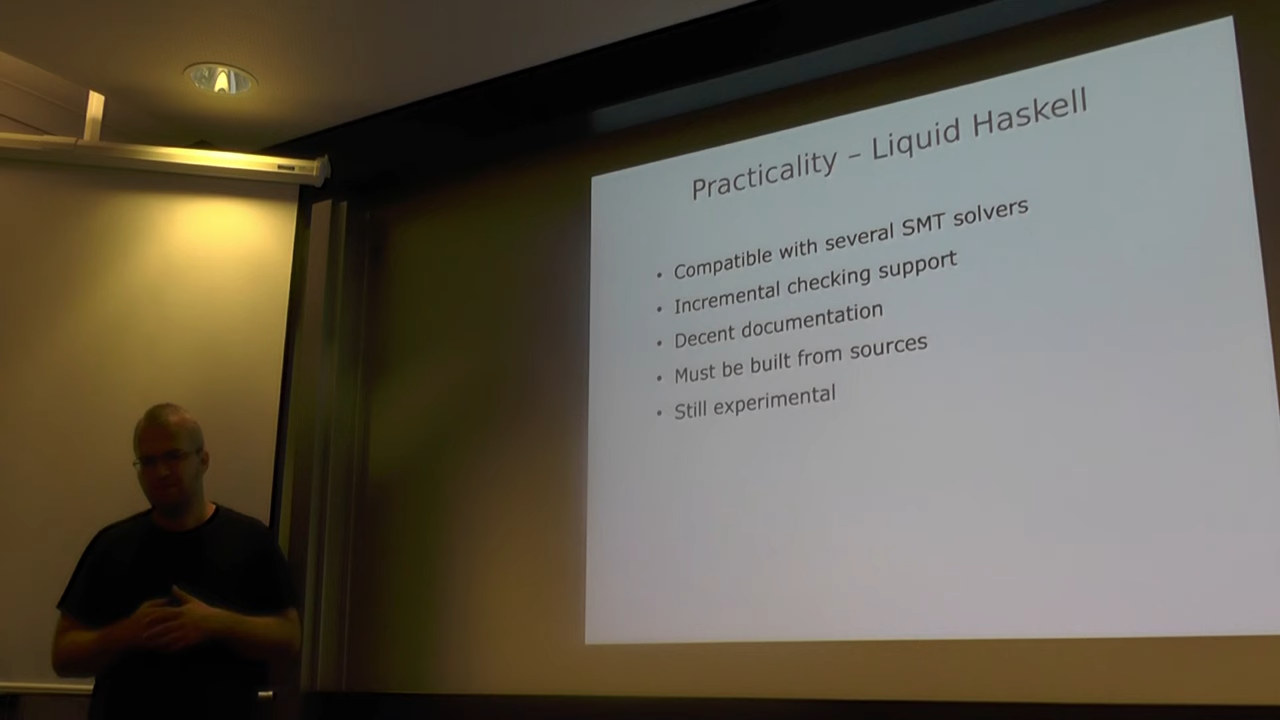 Practicality – Liquid Haskell
• Compatible with several SMT solvers
• Incremental checking support
• Decent documentation
• Must be built from sources
• Still experimental